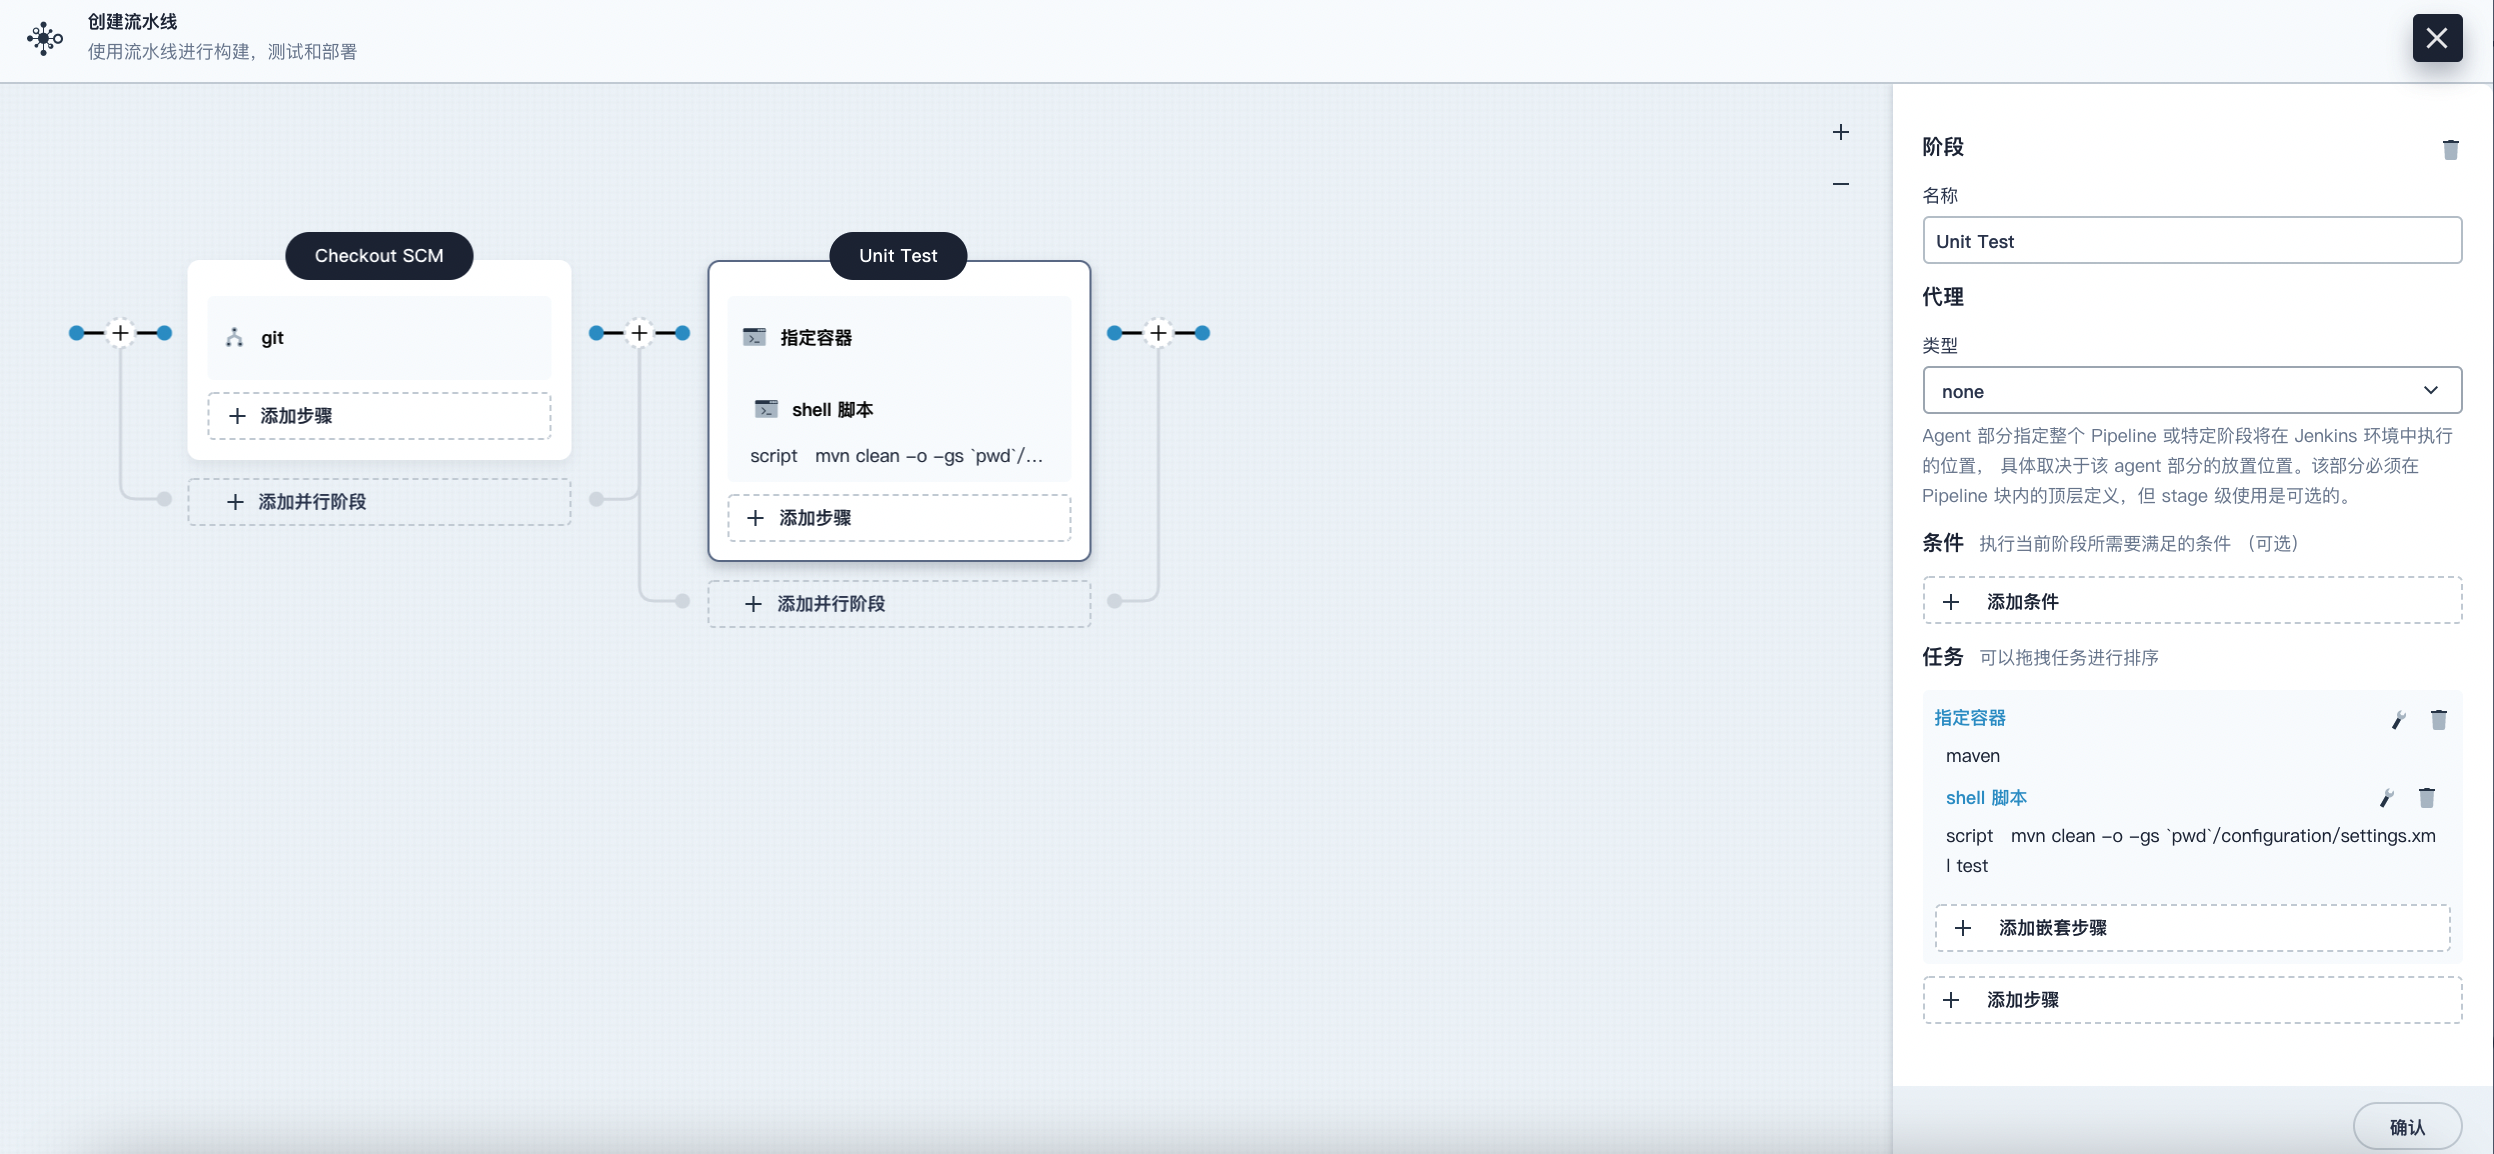 创建流水线
使用流水线进行构建，测试和部署
Checkout SCM
git
添加步骤
添加并行阶段
Unit Test
指定容器
shell 脚本
script mvn clean -o -gs `pwd`/...
添加步骤
添加并行阶段
阶段
名称
Unit Test
代理
类型
none
Agent 部分指定整个 Pipeline 或特定阶段将在 Jenkins 环境中执行
的位置， 具体取决于该 agent 部分的放置位置。该部分必须在
Pipeline 块内的顶层定义，但 stage 级使用是可选的。
条件 执行当前阶段所需要满足的条件 （可选）
添加条件
任务 可以拖拽任务进行排序
指定容器
maven
shell 脚本
script mvn clean -o -gs `pwd`/configuration/settings.xm
l test
添加嵌套步骤
添加步骤
确认